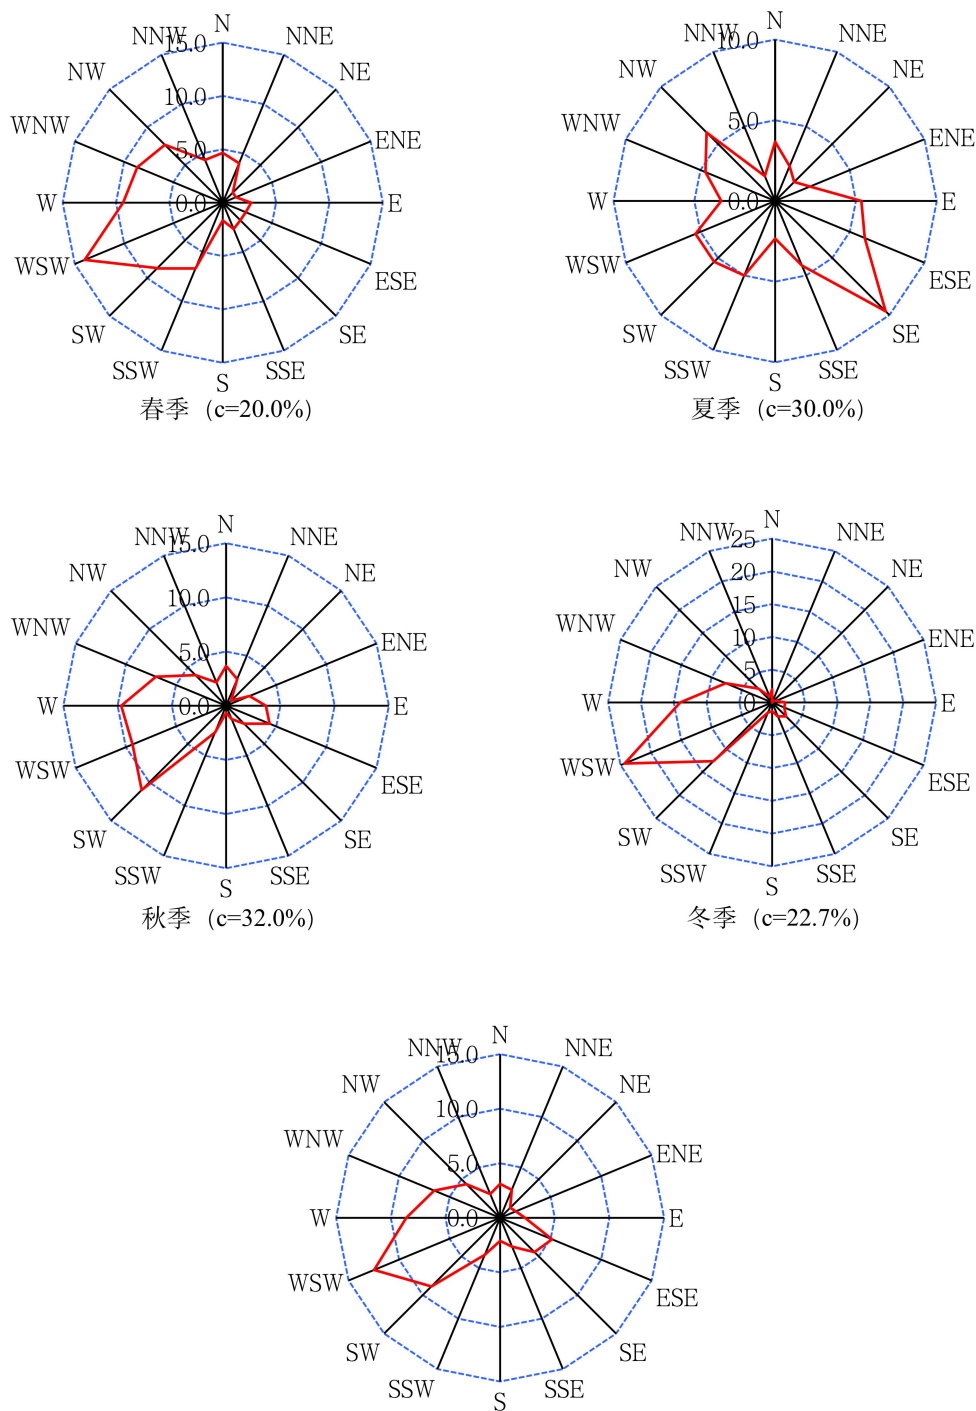 N
NNW
15.0
NNE
NW
NE
10.0
WNW
ENE
5.0
W
0.0
E
WSW
ESE
SW
SE
SSW
SSE
S
春季 (c=20.0%)
N
NNW
10.0
NNE
NW
NE
WNW
5.0
ENE
W
0.0
E
WSW
ESE
SW
SE
SSW
SSE
S
夏季 (c=30.0%)
N
NNW
15.0
NNE
NW
NE
10.0
WNW
ENE
5.0
W
0.0
E
WSW
ESE
SW
SE
SSW
SSE
S
秋季 (c=32.0%)
N
NNW
25
NNE
NW
20
NE
15
WNW
10
ENE
5
W
0
E
WSW
ESE
SW
SE
SSW
SSE
S
冬季 (c=22.7%)
N
NNW
15.0
NNE
NW
NE
10.0
WNW
ENE
5.0
W
0.0
E
WSW
ESE
SW
SE
SSW
SSE
S